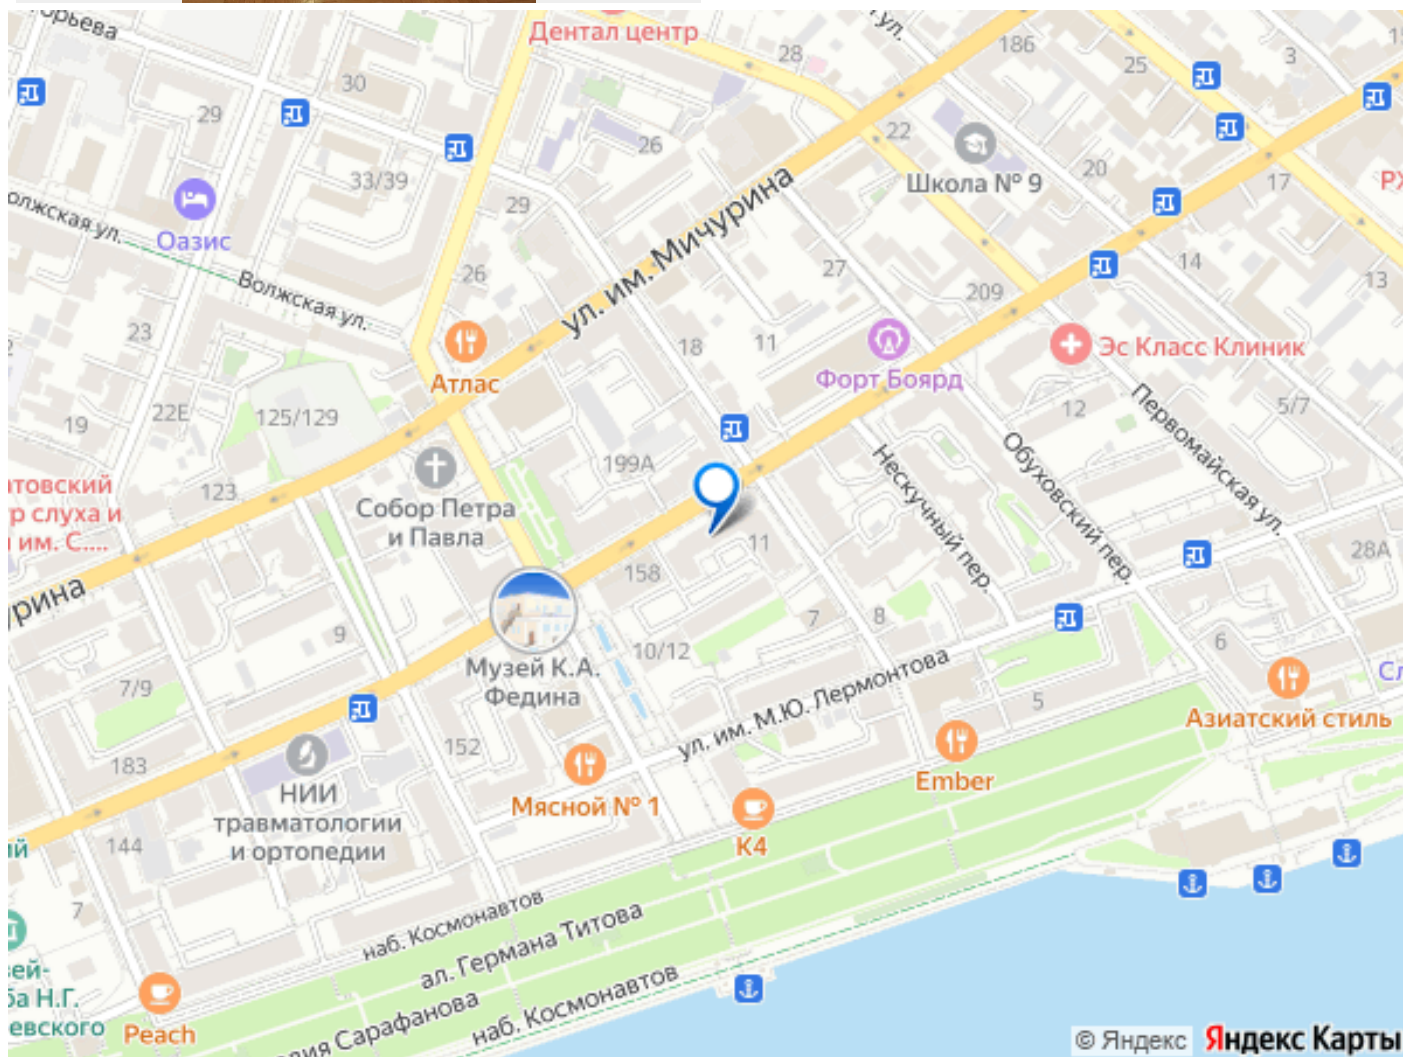 Дентал центр
ул.
186
28
25
3
30
29
26
22
33/39
Школа № 9
20
17
29
Оазис
Волжская ул.
26
27
14
13
209
ул. им. Мичурина
23
18
11
Эс Класс Клиник
Атлас
Форт Боярд
19
22Е
125/129
12
5/7
Первомайская ул.
199А
Нескучный пер.
Обуховский пер.
123
Собор Петра
и Павла
р слуха и
им. С....
11
28А
158
9
7
8
6
10/12
Музей К.А.
Федина
7/9
ул. им. М.Ю. Лермонтова
5
Азиатский стиль
152
183
Ember
НИИ
травматологии
и ортопедии
Мясной № 1
К4
144
7
наб. Космонавтов
ал. Германа Титова
наб. Космонавтов
Сарафанова
Н.Г.
Peach
© Яндекс Яндекс Карты